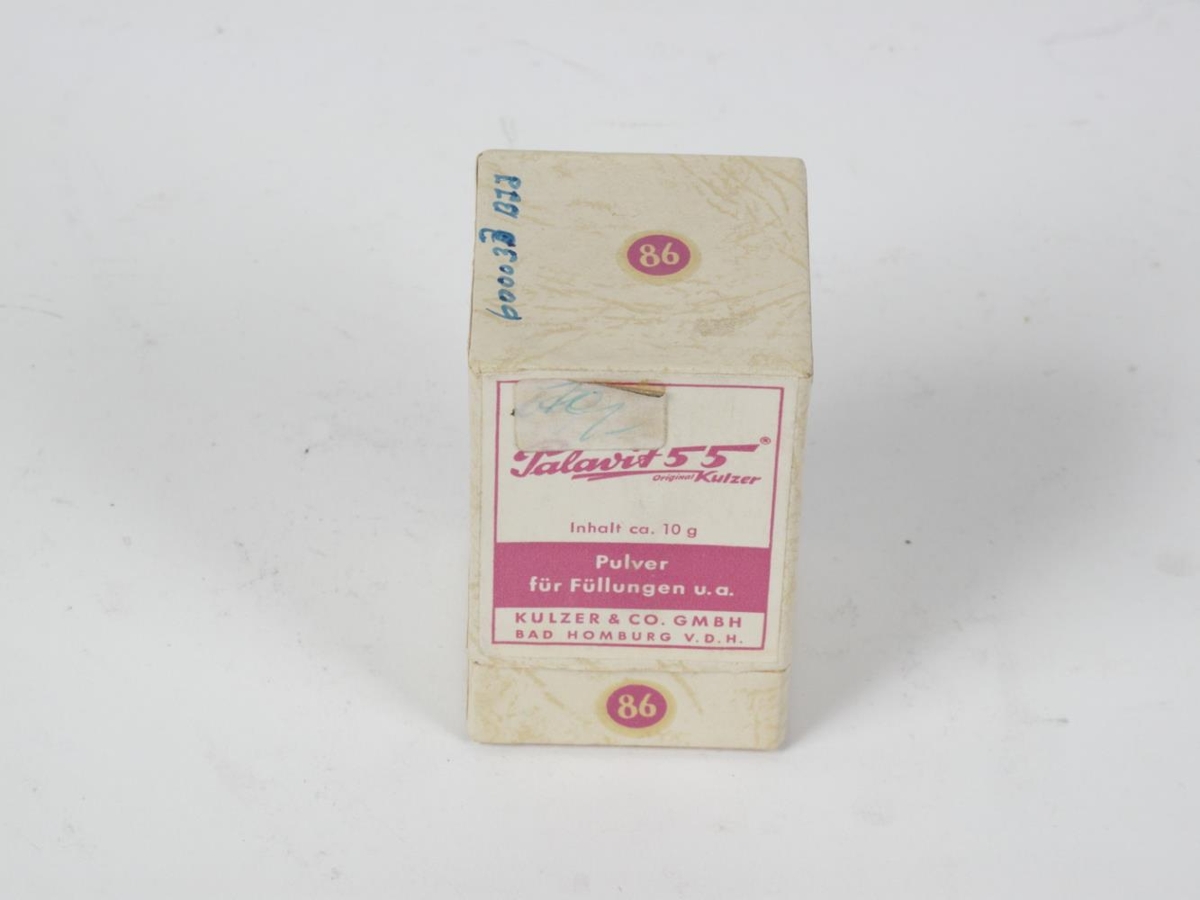 86
Palavit 55®
Original Kulzer
Inhalt ca. 10 g
Pulver
für Füllungen u.a.
KULZER & CO. GMBH
BAD HOMBURG V.D.H.
86